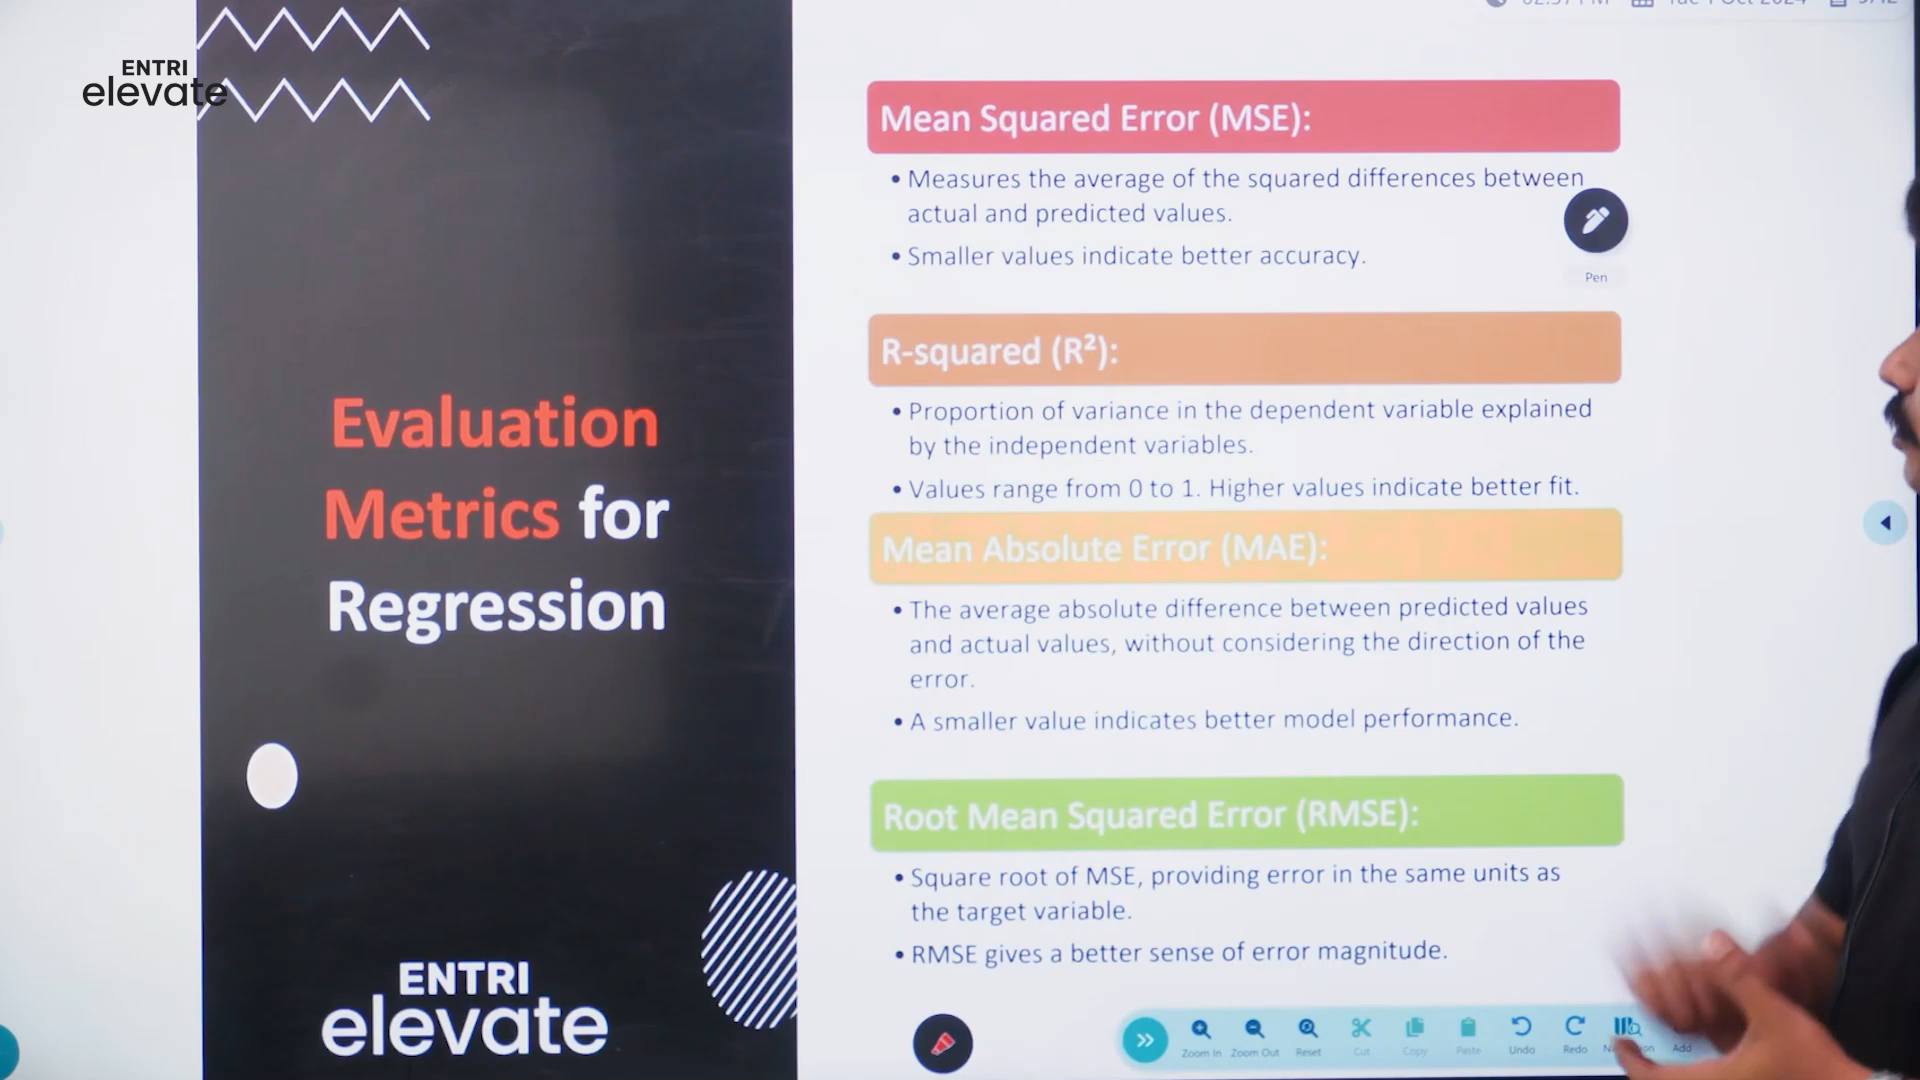 ENTRI
elevate
Evaluation
Metrics for
Regression
ENTRI
elevate
Mean Squared Error (MSE):
• Measures the average of the squared differences between
actual and predicted values.
• Smaller values indicate better accuracy.
Pen
R-squared (R²):
• Proportion of variance in the dependent variable explained
by the independent variables.
• Values range from 0 to 1. Higher values indicate better fit.
Mean Absolute Error (MAE):
• The average absolute difference between predicted values
and actual values, without considering the direction of the
error.
• A smaller value indicates better model performance.
Root Mean Squared Error (RMSE):
• Square root of MSE, providing error in the same units as
the target variable.
• RMSE gives a better sense of error magnitude.
Zoom In Zoom Out Reset Cut Copy Paste Undo Redo Add